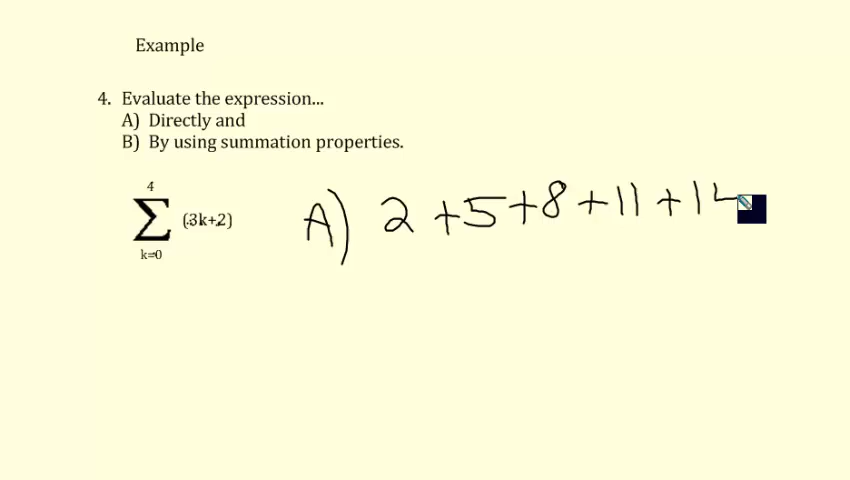 Example
4. Evaluate the expression...
A) Directly and
B) By using summation properties.
4
∑ (3k+2)
k=0
A) 2 +5+8+11+14